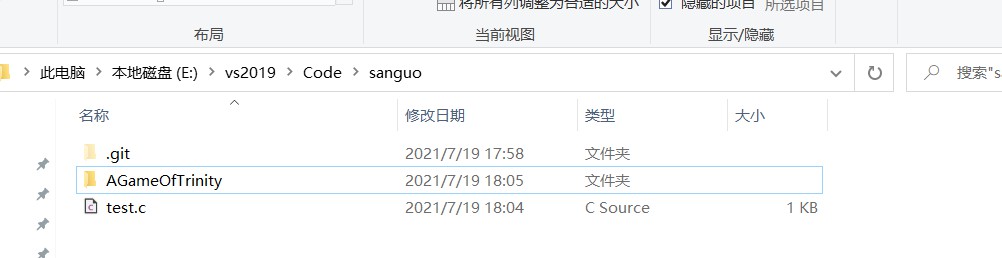 将所有列调整为合适的大小
隐藏的项目
所选项目
布局
当前视图
显示/隐藏
此电脑 > 本地磁盘 (E:) > vs2019 > Code > sanguo
搜索"sa
名称 修改日期 类型 大小
.git 2021/7/19 17:58 文件夹
AGameOfTrinity 2021/7/19 18:05 文件夹
test.c 2021/7/19 18:04 C Source 1 KB